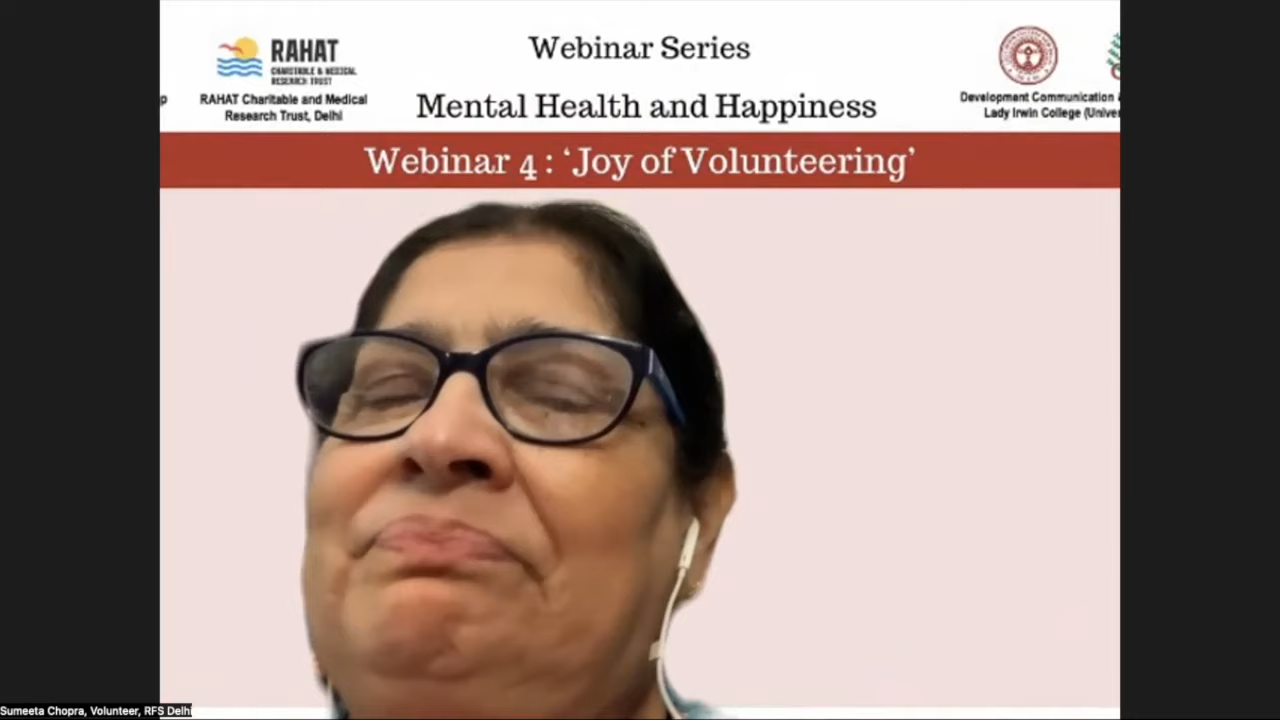 RAHAT
CHARITABLE & MEDICAL
RESEARCH TRUST
RAHAT Charitable and Medical
Research Trust, Delhi
Webinar Series
Mental Health and Happiness
Development Communication
Lady Irwin College (Univer
Webinar 4 : ‘Joy of Volunteering’
Sumeeta Chopra, Volunteer, RFS Delhi